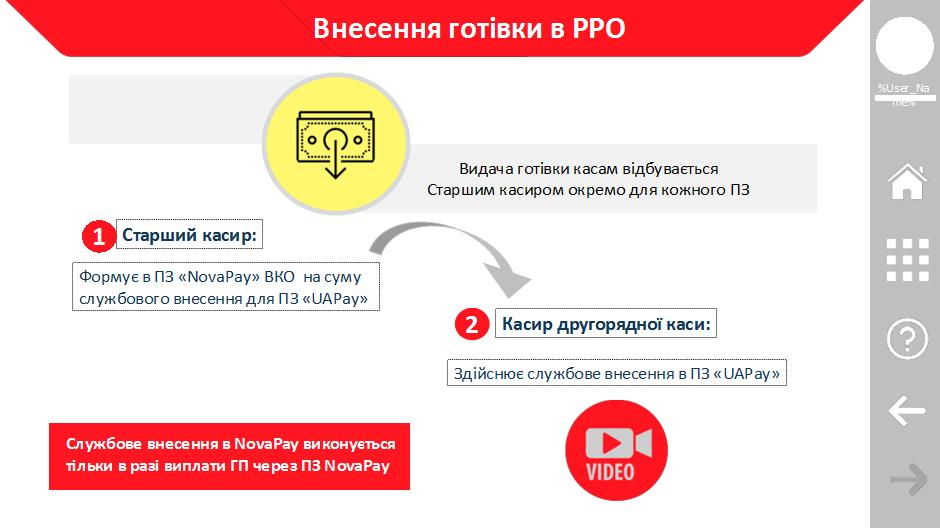 Внесення готівки в РРО
%User_Na
me%
Видача готівки касам відбувається
Старшим касиром окремо для кожного ПЗ
1
Старший касир:
Формує в ПЗ «NovaPay» ВКО на суму
службового внесення для ПЗ «UAPay»
2
Касир другорядної каси:
Здійснює службове внесення в ПЗ «UAPay»
Службове внесення в NovaPay виконується
тільки в разі виплати ГП через ПЗ NovaPay
VIDEO